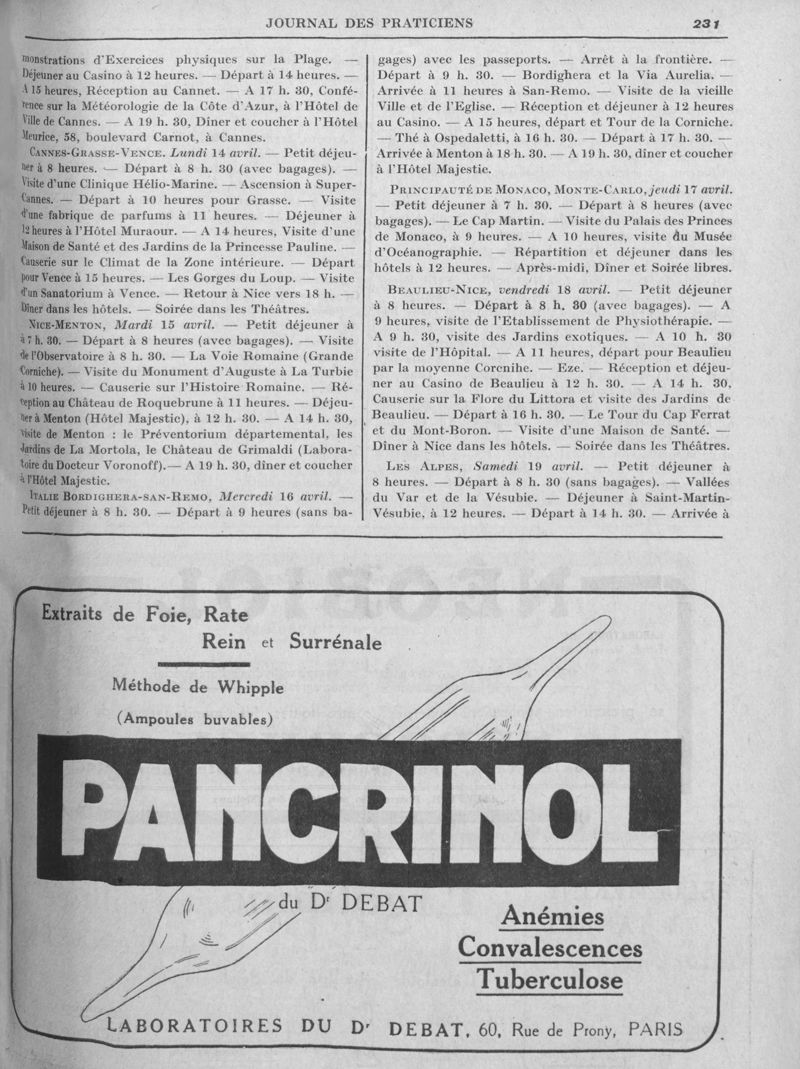 JOURNAL DES PRATICIENS 231
monstrations d'Exercices physiques sur la Plage. —
Déjeuner au Casino à 12 heures. — Départ à 14 heures. —
A 15 heures, Réception au Cannet. — A 17 h. 30, Confé-
rence sur la Météorologie de la Côte d'Azur, à l'Hôtel de
Ville de Cannes. — A 19 h. 30, Diner et coucher à l'Hôtel
Meurice, 58, boulevard Carnot, à Cannes.
CANNES-GRASSE-VENCE. Lundi 14 avril. — Petit déjeu-
ner à 8 heures. — Départ à 8 h. 30 (avec bagages). —
Visite d'une Clinique Hélio-Marine. — Ascension à Super-
Cannes. — Départ à 10 heures pour Grasse. — Visite
d'une fabrique de parfums à 11 heures. — Déjeuner à
12 heures à l'Hôtel Muraour. — A 14 heures, Visite d'une
Maison de Santé et des Jardins de la Princesse Pauline. —
Causerie sur le Climat de la Zone intérieure. — Départ
pour Vence à 15 heures. — Les Gorges du Loup. — Visite
d'un Sanatorium à Vence. — Retour à Nice vers 18 h. —
Dîner dans les hôtels. — Soirée dans les Théâtres.
NICE-MENTON, Mardi 15 avril. — Petit déjeuner à
à 7 h. 30. — Départ à 8 heures (avec bagages). — Visite
de l'Observatoire à 8 h. 30. — La Voie Romaine (Grande
Corniche). — Visite du Monument d'Auguste à La Turbie
à 10 heures. — Causerie sur l'Histoire Romaine. — Ré-
ception au Château de Roquebrune à 11 heures. — Déjeu-
ner à Menton (Hôtel Majestic), à 12 h. 30. — A 14 h. 30,
visite de Menton : le Préventorium départemental, les
Jardins de La Mortola, le Château de Grimaldi (Labora-
toire du Docteur Voronoff). — A 19 h. 30, dîner et coucher
à l'Hôtel Majestic.
ITALIE BORDIGHERA-SAN-REMO, Mercredi 16 avril. —
Petit déjeuner à 8 h. 30. — Départ à 9 heures (sans ba-
gages) avec les passeports. — Arrêt à la frontière. —
Départ à 9 h. 30. — Bordighera et la Via Aurelia. —
Arrivée à 11 heures à San-Remo. — Visite de la vieille
Ville et de l'Eglise. — Réception et déjeuner à 12 heures
au Casino. — A 15 heures, départ et Tour de la Corniche.
— Thé à Ospedaletti, à 16 h. 30. — Départ à 17 h. 30. —
Arrivée à Menton à 18 h. 30. — A 19 h. 30, dîner et coucher
à l'Hôtel Majestic.
PRINCIPAUTÉ DE MONACO, MONTE-CARLO, jeudi 17 avril.
— Petit déjeuner à 7 h. 30. — Départ à 8 heures (avec
bagages). — Le Cap Martin. — Visite du Palais des Princes
de Monaco, à 9 heures. — A 10 heures, visite du Musée
d'Océanographie. — Répartition et déjeuner dans les
hôtels à 12 heures. — Après-midi, Dîner et Soirée libres.
BEAULIEU-NICE, vendredi 18 avril. — Petit déjeuner
à 8 heures. — Départ à 8 h. 30 (avec bagages). — A
9 heures, visite de l'Etablissement de Physiothérapie. —
A 9 h. 30, visite des Jardins exotiques. — A 10 h. 30
visite de l'Hôpital. — A 11 heures, départ pour Beaulieu
par la moyenne Corcnihe. — Eze. — Réception et déjeu-
ner au Casino de Beaulieu à 12 h. 30. — A 14 h. 30,
Causerie sur la Flore du Littora et visite des Jardins de
Beaulieu. — Départ à 16 h. 30. — Le Tour du Cap Ferrat
et du Mont-Boron. — Visite d'une Maison de Santé. —
Dîner à Nice dans les hôtels. — Soirée dans les Théâtres.
LES ALPES, Samedi 19 avril. — Petit déjeuner à
8 heures. — Départ à 8 h. 30 (sans bagages). — Vallées
du Var et de la Vésubie. — Déjeuner à Saint-Martin-
Vésubie, à 12 heures. — Départ à 14 h. 30. — Arrivée à
Extraits de Foie, Rate
Rein et Surrénale
Méthode de Whipple
(Ampoules buvables)
PANCRINOL
du Dr DEBAT
Anémies
Convalescences
Tuberculose
LABORATOIRES DU Dr DEBAT, 60, Rue de Prony, PARIS